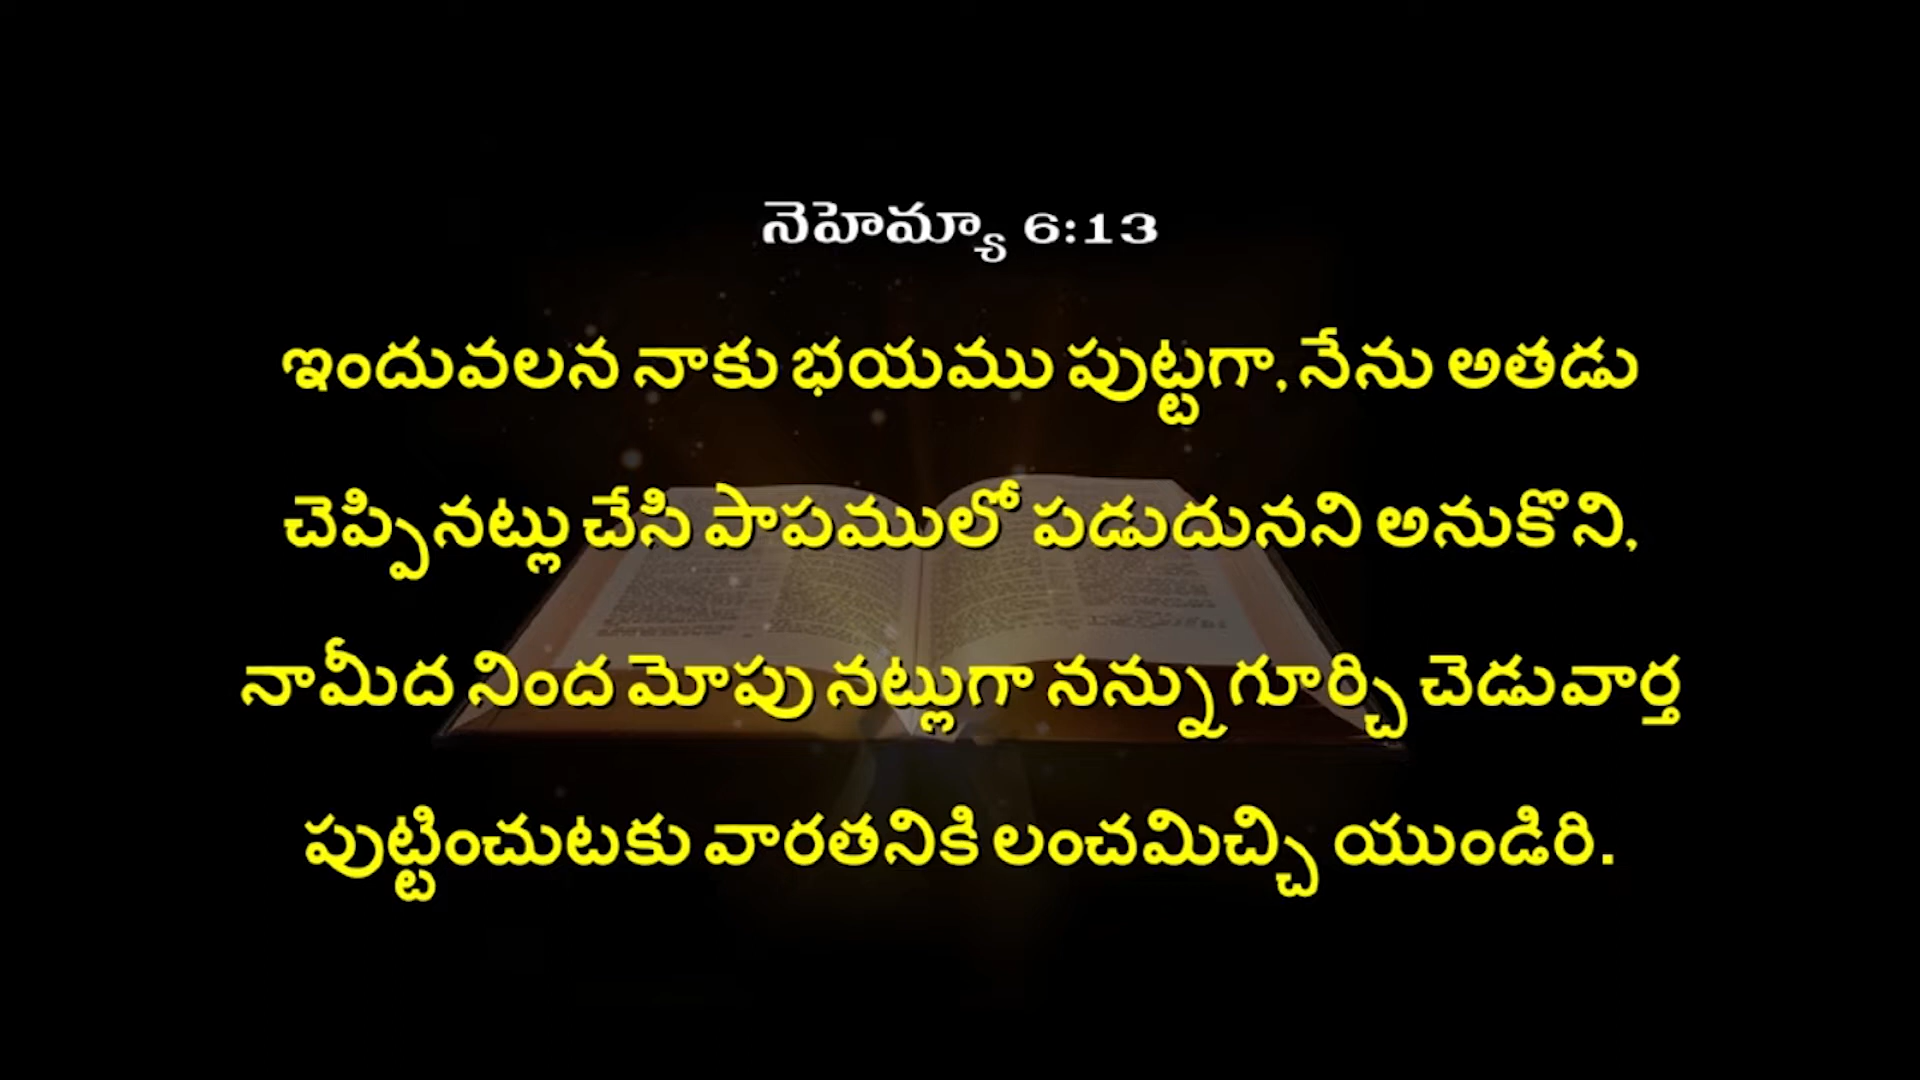 నెహెమ్యా 6:13
ఇందువలన నాకు భయము పుట్టగా, నేను అతడు
చెప్పినట్లు చేసి పాపములో పడుదునని అనుకొని,
నామీద నింద మోపు నట్లుగా నన్ను గూర్చి చెడువార్త
పుట్టించుటకు వారతనికి లంచమిచ్చి యుండిరి.